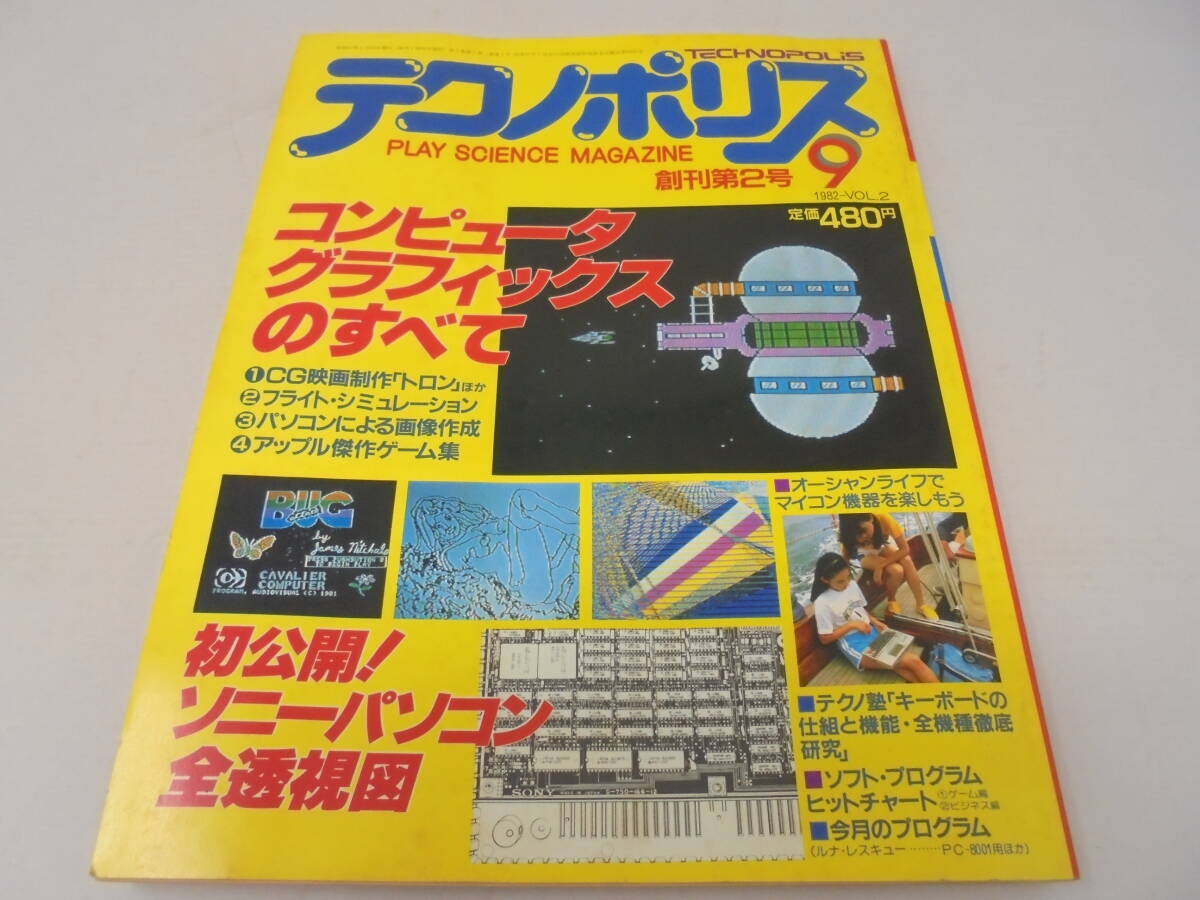 TECHNOPOLIS
テクノポリス
PLAY SCIENCE MAGAZINE
創刊第2号
9
1982-VOL.2
定価480円
コンピュータ
グラフィックス
のすべて
①CG映画制作「トロン」ほか
②フライト・シミュレーション
③パソコンによる画像作成
④アップル傑作ゲーム集
BUG
attack
by
James Nitchals
CAVALIER
COMPUTER
PROGRAM, AUDIOVISUAL (C) 1981
■オーシャンライフで
マイコン機器を楽しもう
初公開!
ソニーパソコン
全透視図
SONY
■テクノ塾「キーボードの
仕組と機能・全機種徹底
研究」
■ソフト・プログラム
ヒットチャート①ゲーム編
②ビジネス編
■今月のプログラム
(ルナ・レスキュー………PC-8001用ほか)